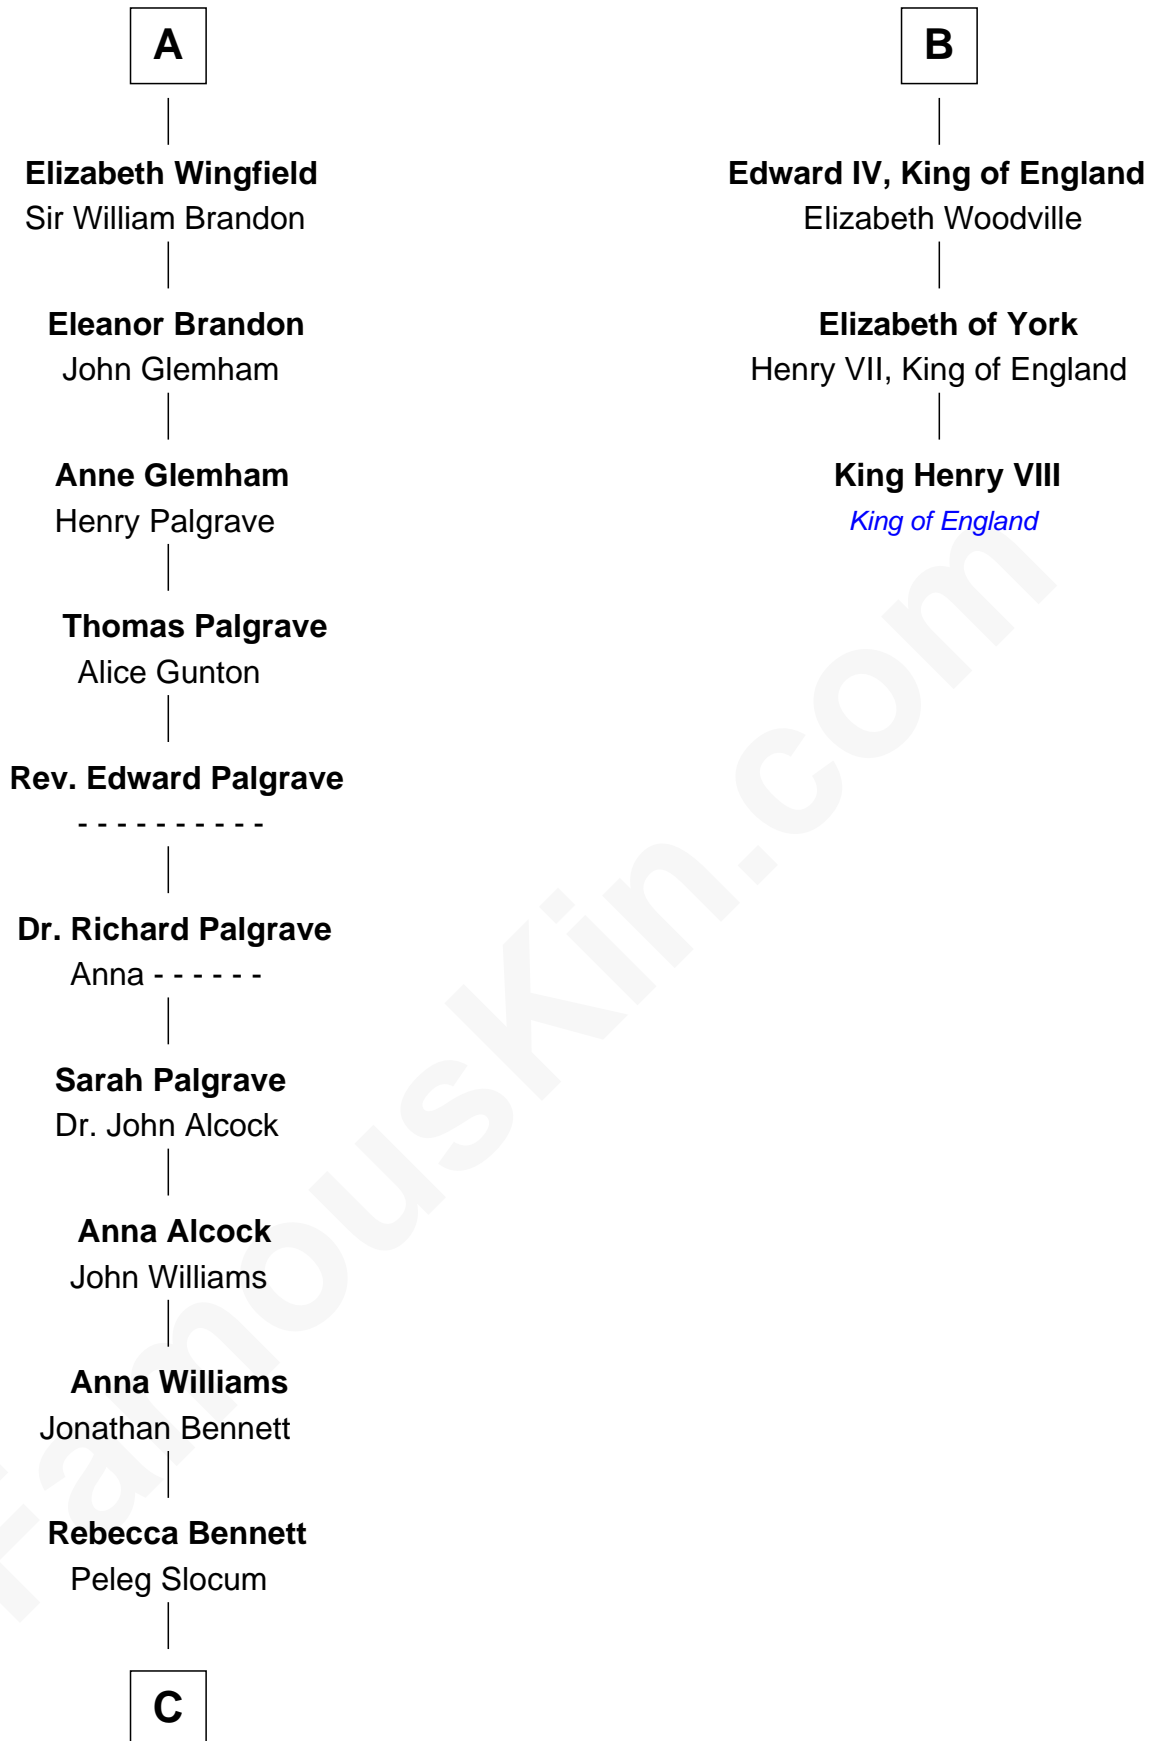 A
Elizabeth Wingfield
Sir William Brandon
Eleanor Brandon
John Glemham
Anne Glemham
Henry Palgrave
Thomas Palgrave
Alice Gunton
Rev. Edward Palgrave
- - - - - - - - - -
Dr. Richard Palgrave
Anna - - - - - -
Sarah Palgrave
Dr. John Alcock
Anna Alcock
John Williams
Anna Williams
Jonathan Bennett
Rebecca Bennett
Peleg Slocum
C
B
Edward IV, King of England
Elizabeth Woodville
Elizabeth of York
Henry VII, King of England
King Henry VIII
King of England
FamousKin.com